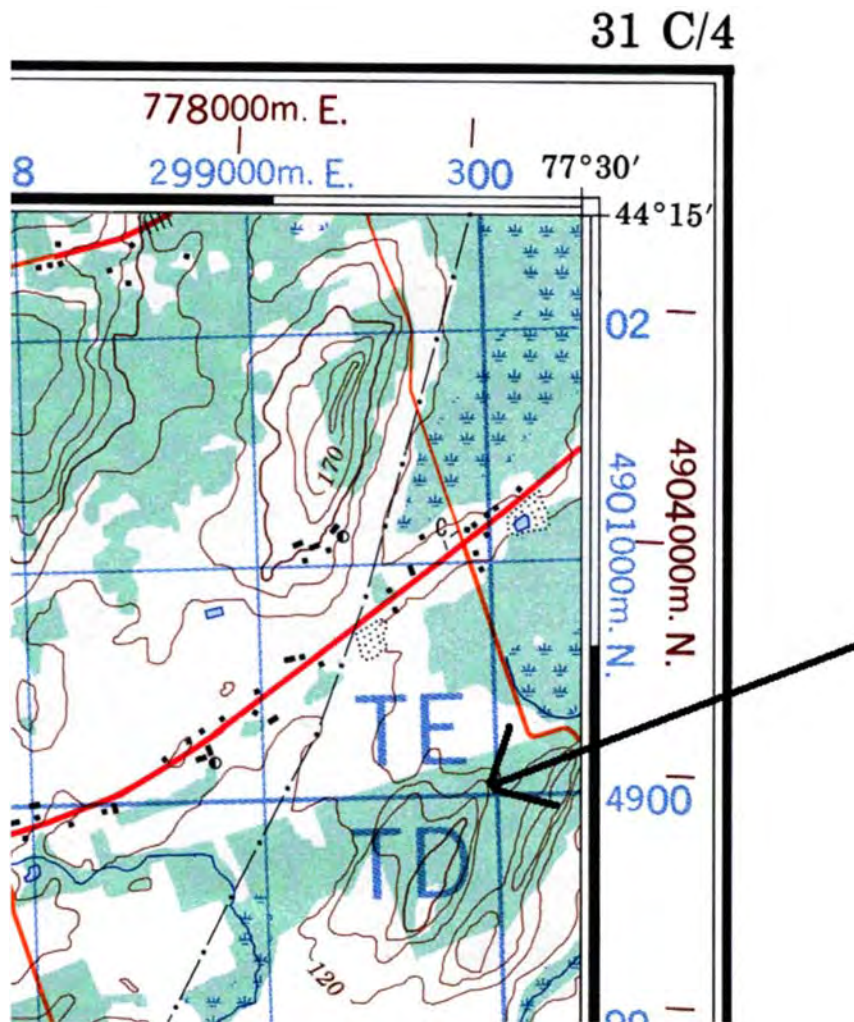 31 C/4
778000m. E.
8 299000m. E. 300 77°30′
44°15′
02
170
4901000m. N.
4904000m. N.
TE
4900
TD
120